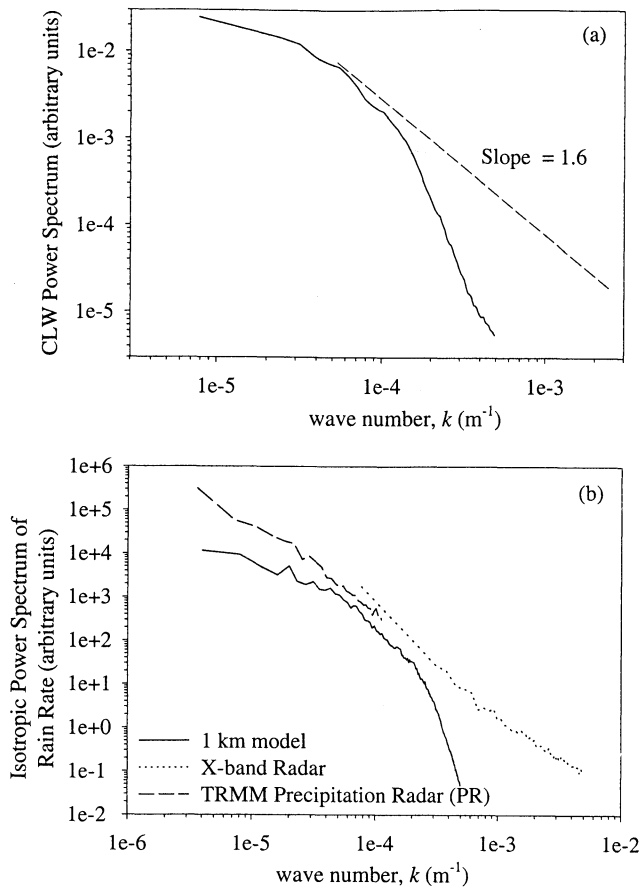 (a)
CLW Power Spectrum (arbitrary units)
1e-2
1e-3
1e-4
1e-5
Slope = 1.6
1e-5 1e-4 1e-3
wave number, k (m⁻¹)
(b)
Isotropic Power Spectrum of
Rain Rate (arbitrary units)
1e+6
1e+5
1e+4
1e+3
1e+2
1e+1
1e+0
1e-1
1e-2
1 km model
X-band Radar
TRMM Precipitation Radar (PR)
1e-6 1e-5 1e-4 1e-3 1e-2
wave number, k (m⁻¹)